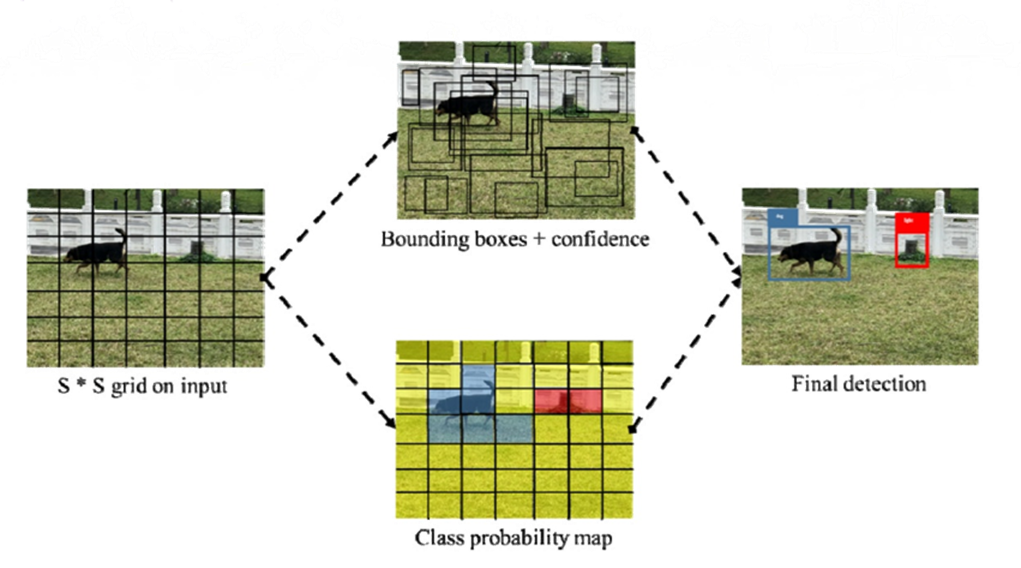 Bounding boxes + confidence
S * S grid on input
Final detection
Class probability map